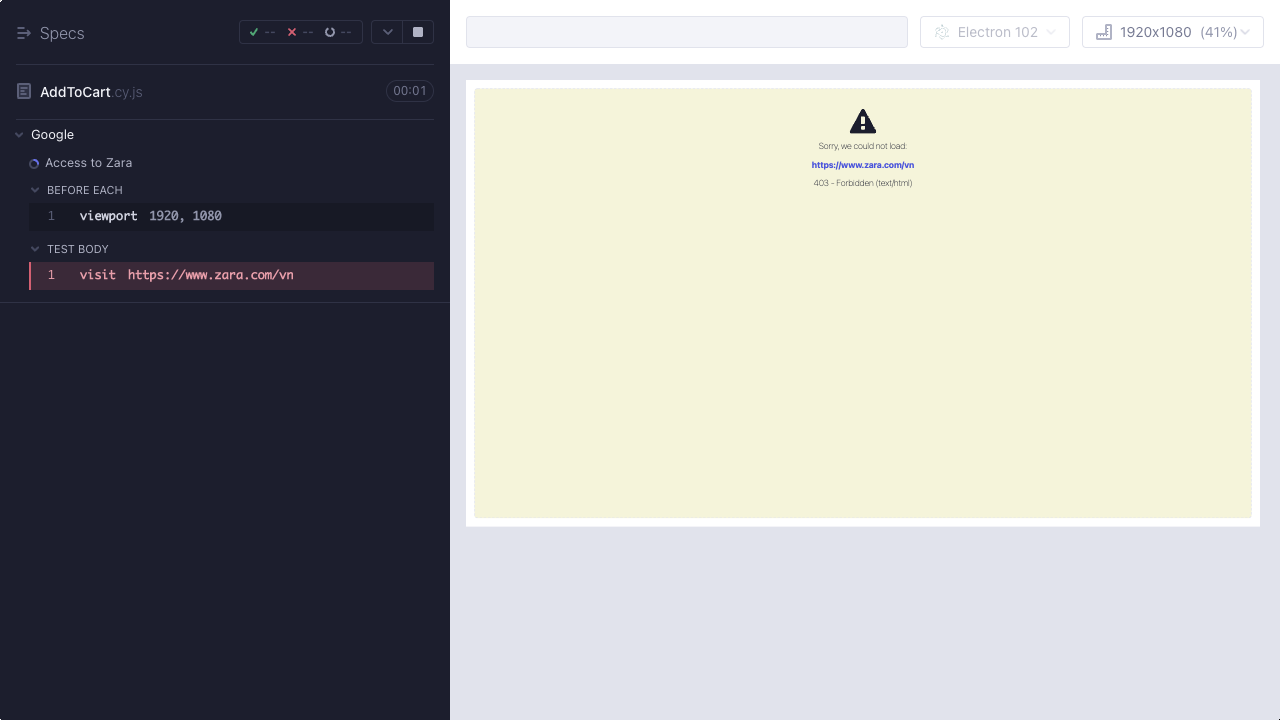 Specs
--
--
--
AddToCart.cy.js
00:01
Google
Access to Zara
BEFORE EACH
1 viewport 1920, 1080
TEST BODY
1 visit https://www.zara.com/vn
Electron 102
1920x1080 (41%)
Sorry, we could not load:
https://www.zara.com/vn
403 - Forbidden (text/html)